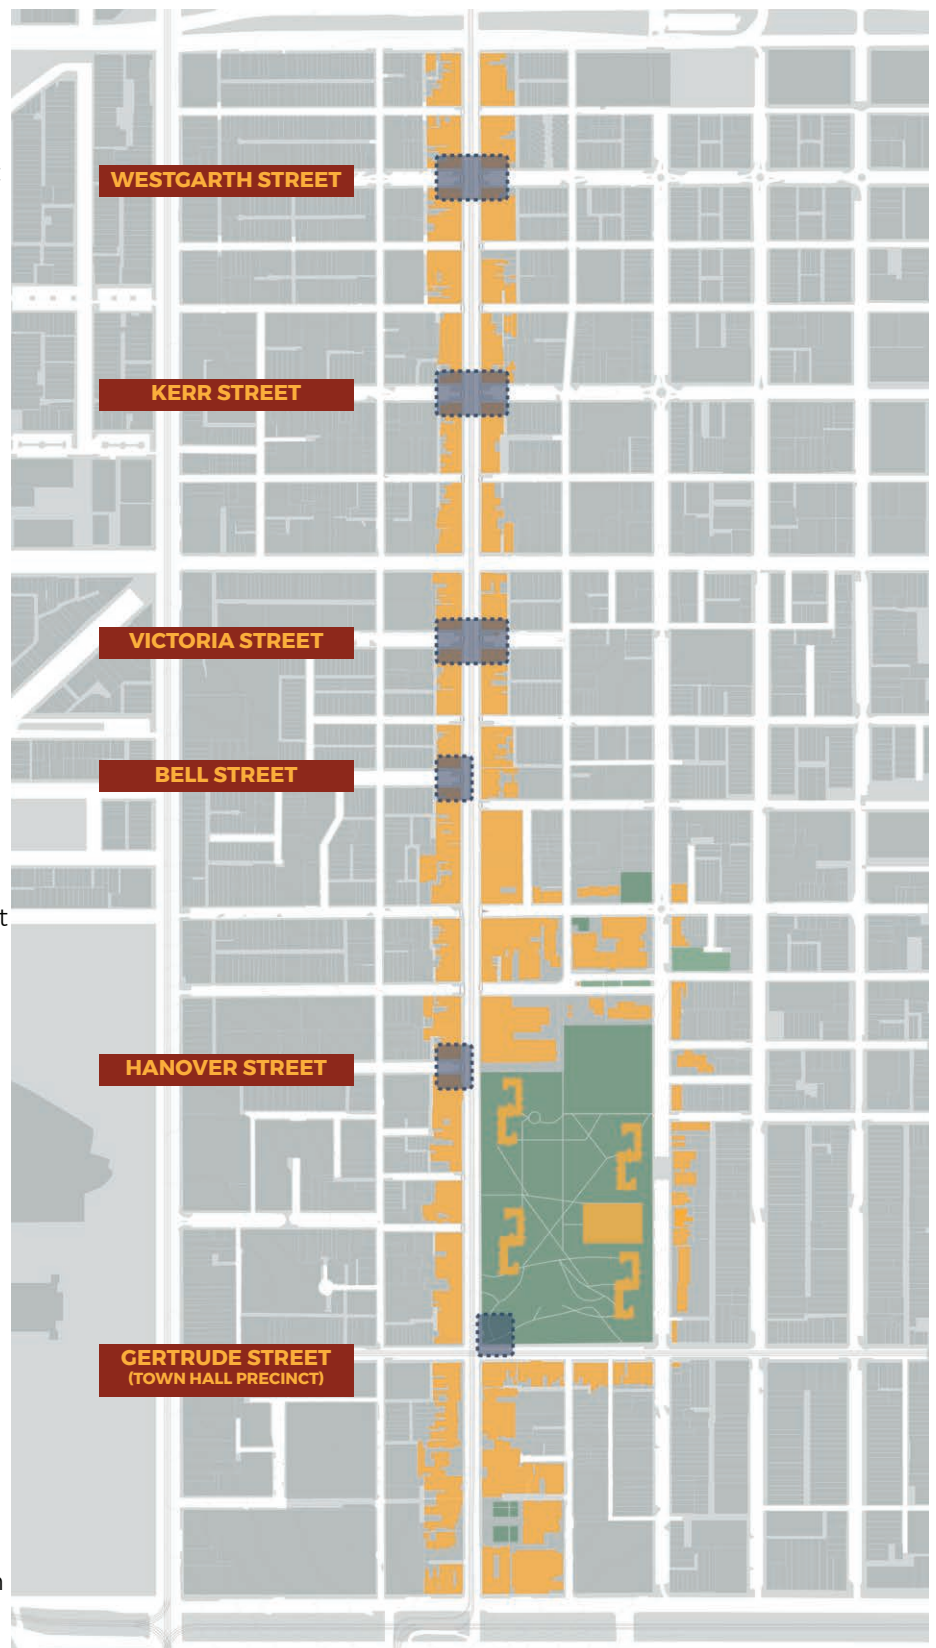 WESTGARTH STREET
KERR STREET
VICTORIA STREET
BELL STREET
t
HANOVER STREET
GERTRUDE STREET
(TOWN HALL PRECINCT)